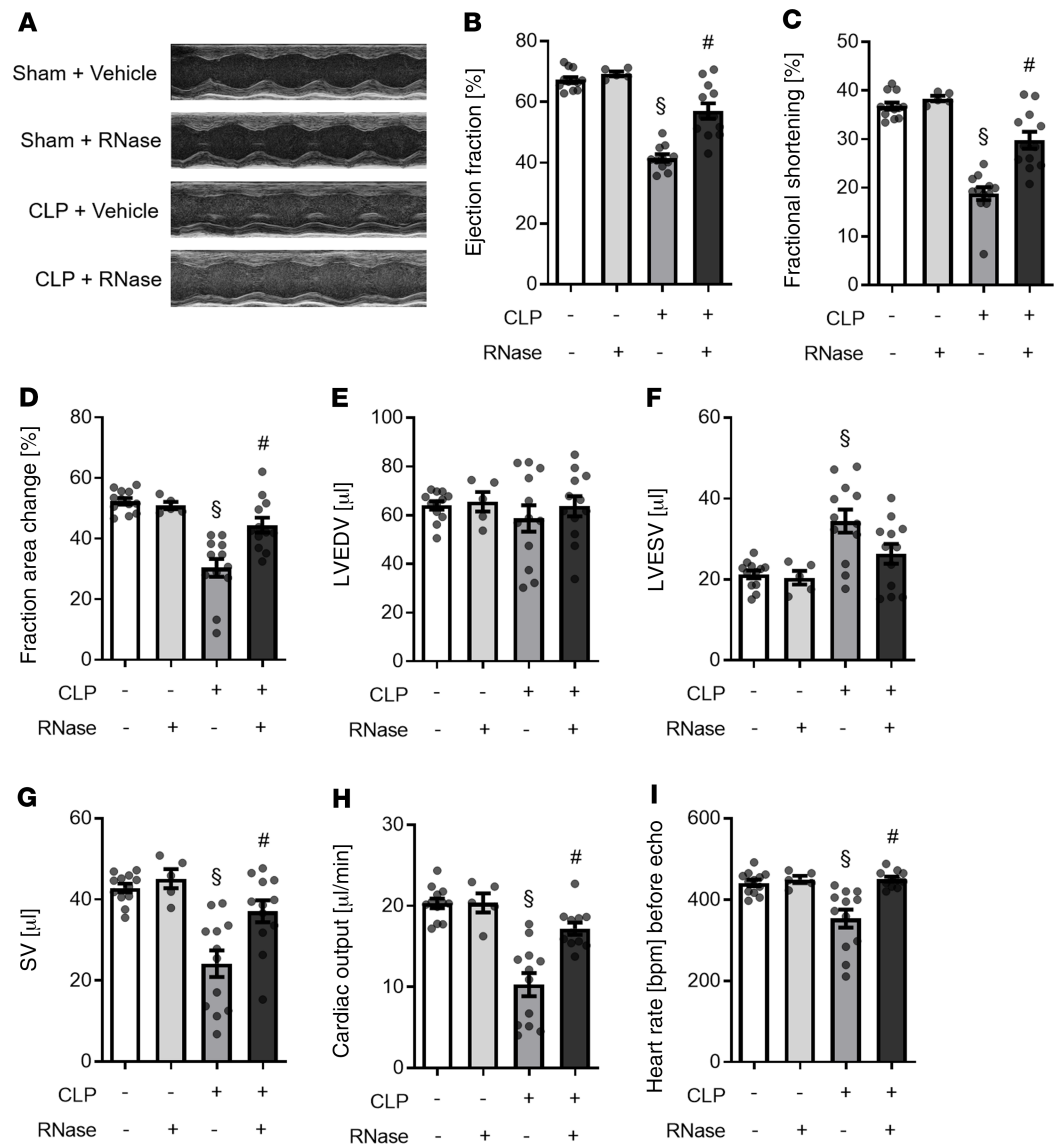 A
Sham + Vehicle
Sham + RNase
CLP + Vehicle
CLP + RNase
B
Ejection fraction [%]
80
60
40
20
0
§
#
CLP - - + +
RNase - + - +
C
Fractional shortening [%]
50
40
30
20
10
0
§
#
CLP - - + +
RNase - + - +
D
Fraction area change [%]
80
60
40
20
0
§
#
CLP - - + +
RNase - + - +
E
LVEDV [µl]
100
80
60
40
20
0
CLP - - + +
RNase - + - +
F
LVESV [µl]
60
40
20
0
§
CLP - - + +
RNase - + - +
G
SV [µl]
60
40
20
0
§
#
CLP - - + +
RNase - + - +
H
Cardiac output [µl/min]
30
20
10
0
§
#
CLP - - + +
RNase - + - +
I
Heart rate [bpm] before echo
600
400
200
0
§
#
CLP - - + +
RNase - + - +